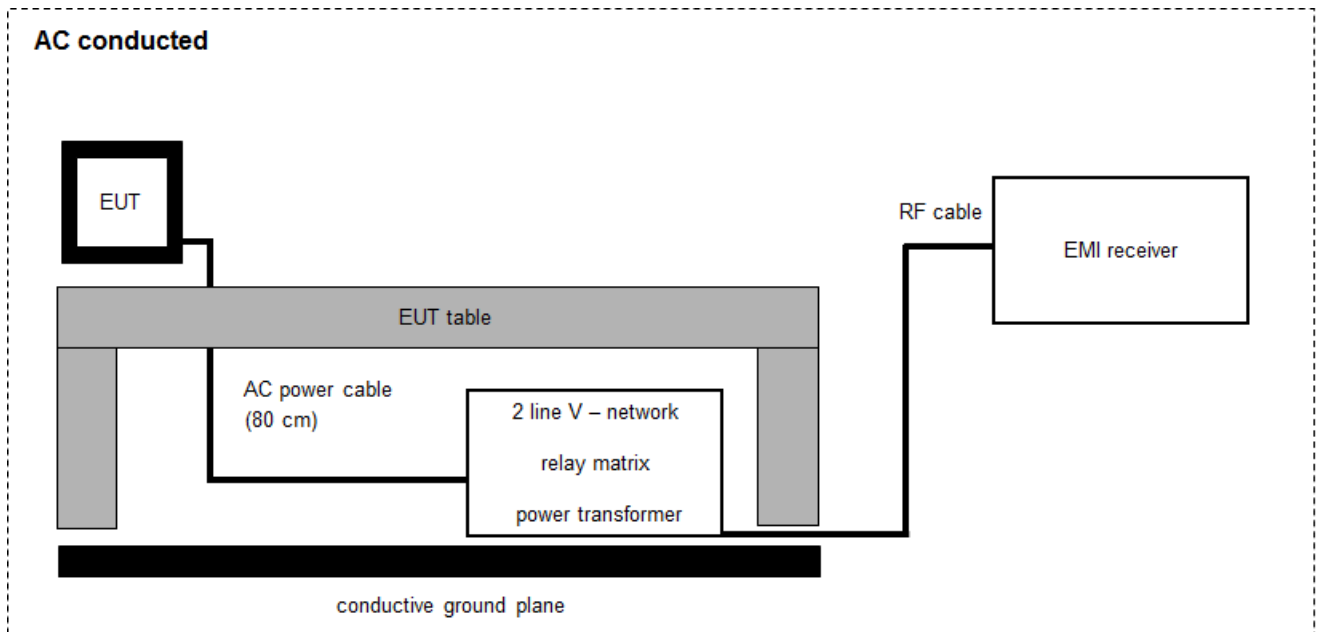 AC conducted
EUT
RF cable
EMI receiver
EUT table
AC power cable
(80 cm)
2 line V – network
relay matrix
power transformer
conductive ground plane